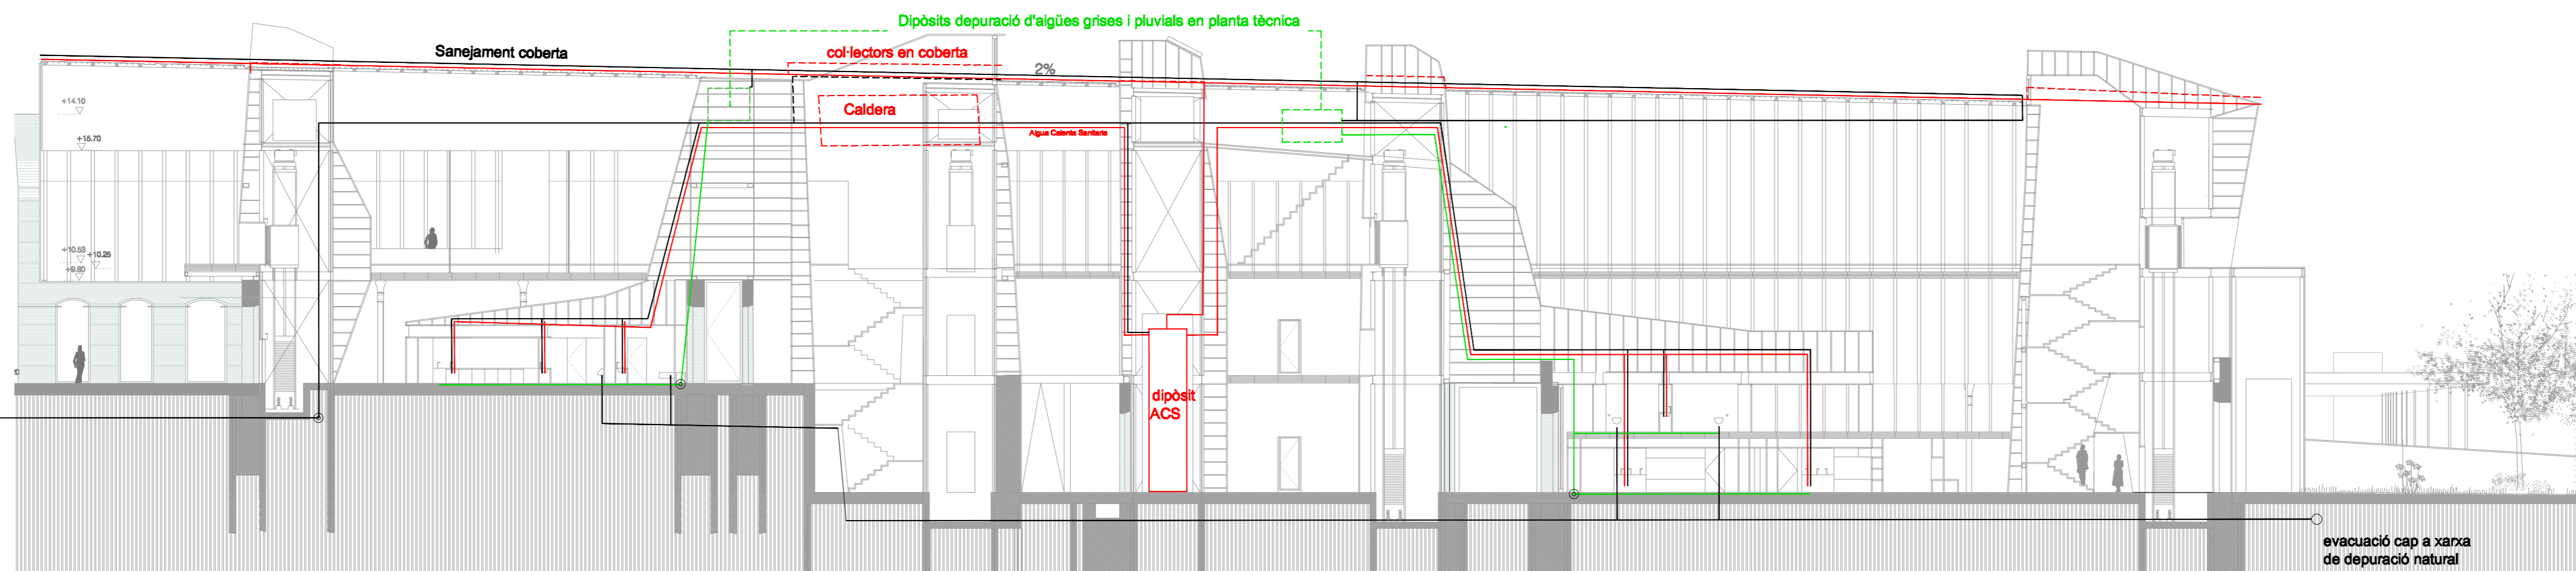 Dipòsits depuració d'aigües grises i pluvials en planta tècnica
Sanejament coberta
col·lectors en coberta
2%
+14.10
Caldera
Aigua Calenta Sanitaria
+15.70
+10.53
+10.25
+9.80
dipòsit
ACS
evacuació cap a xarxa
de depuració natural